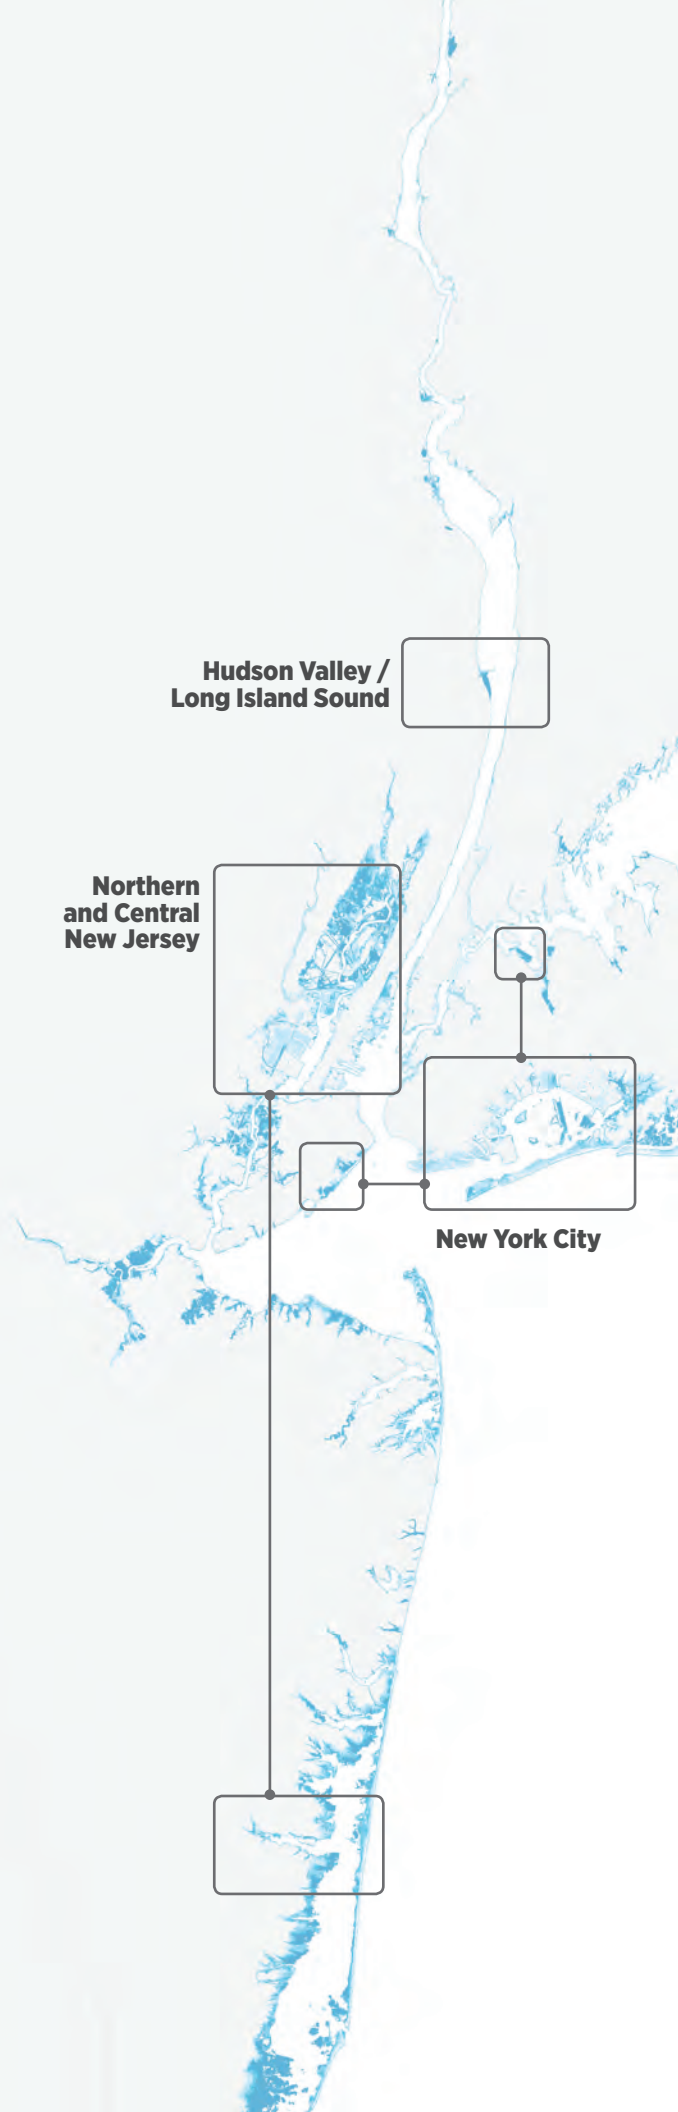 Hudson Valley /
Long Island Sound
Northern
and Central
New Jersey
New York City